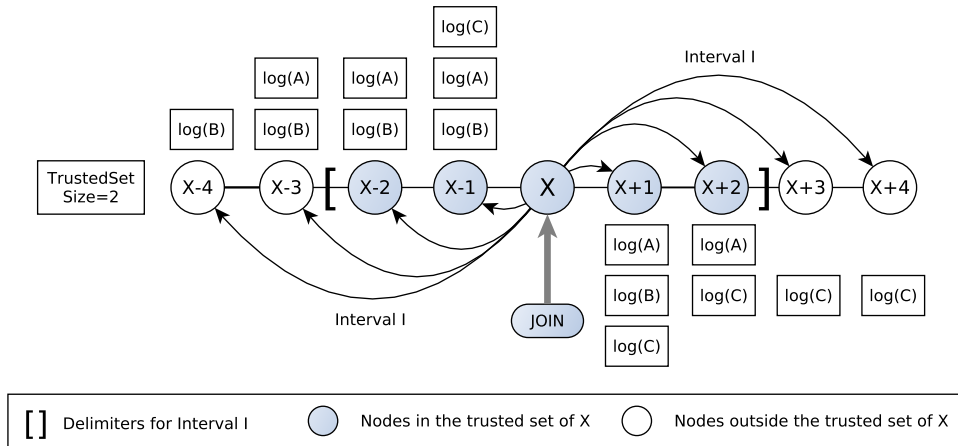 log(C)
Interval I
log(A)
log(A)
log(A)
log(B)
log(B)
log(B)
log(B)
TrustedSet
Size=2
X-4
X-3
[
X-2
X-1
X
X+1
X+2
]
X+3
X+4
log(A)
log(A)
log(B)
log(C)
log(C)
log(C)
Interval I
JOIN
log(C)
[ ] Delimiters for Interval I
Nodes in the trusted set of X
Nodes outside the trusted set of X